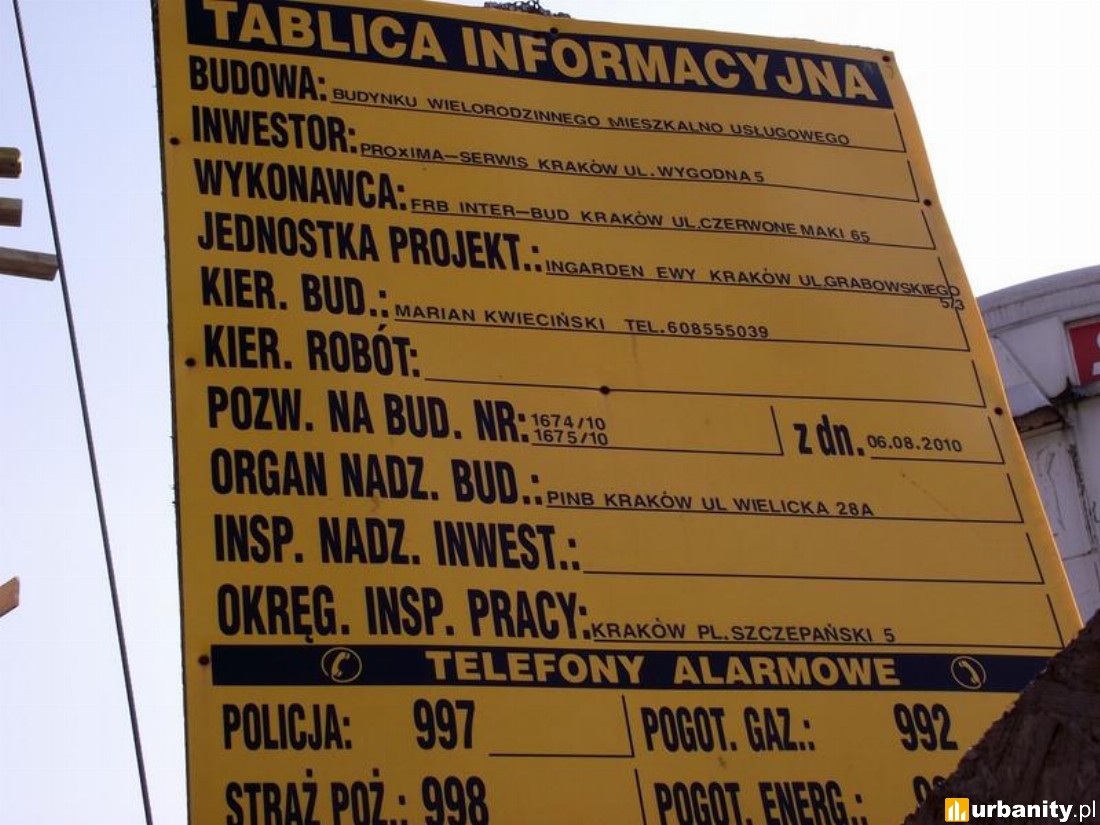 TABLICA INFORMACYJNA
BUDOWA: BUDYNKU WIELORODZINNEGO MIESZKALNO USŁUGOWEGO
INWESTOR: PROXIMA-SERWIS KRAKÓW UL. WYGODNA 5
WYKONAWCA: FRB INTER-BUD KRAKÓW UL.CZERWONE MAKI 65
JEDNOSTKA PROJEKT.: INGARDEN EWY KRAKÓW UL.GRABOWSKIEGO
5/3
KIER. BUD.: MARIAN KWIECIŃSKI TEL.608555039
KIER. ROBÓT:
POZW. NA BUD. NR: 1674/10
1675/10
z dn. 06.08.2010
ORGAN NADZ. BUD.: PINB KRAKÓW UL WIELICKA 28A
INSP. NADZ. INWEST.:
OKRĘG. INSP. PRACY: KRAKÓW PL.SZCZEPAŃSKI 5
TELEFONY ALARMOWE
POLICJA: 997 POGOT. GAZ.: 992
STRAŻ POŻ.: 998 POGOT. ENERG.:
urbanity.pl